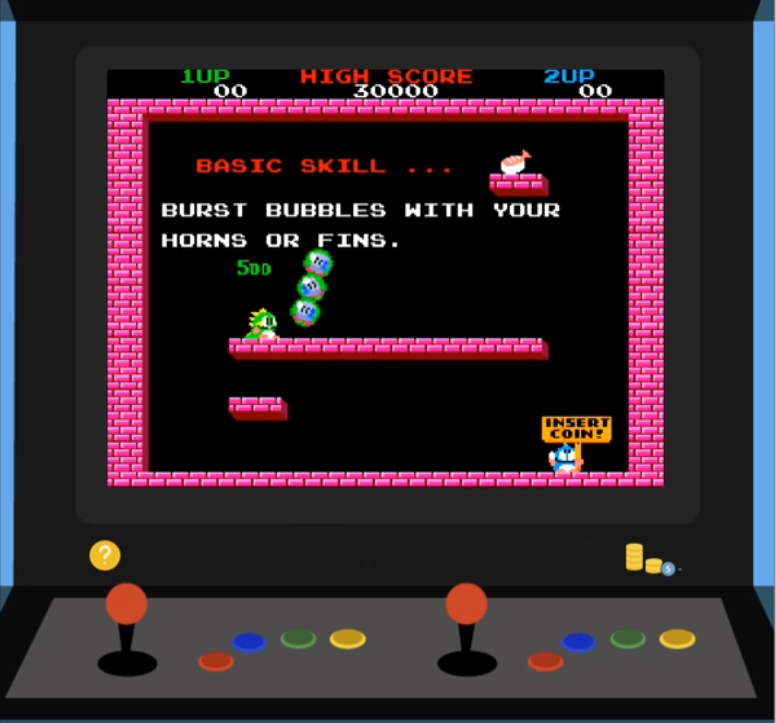 1UP HIGH SCORE 2UP
00 30000 00
BASIC SKILL ...
BURST BUBBLES WITH YOUR
HORNS OR FINS.
500
INSERT
COIN!
?
$